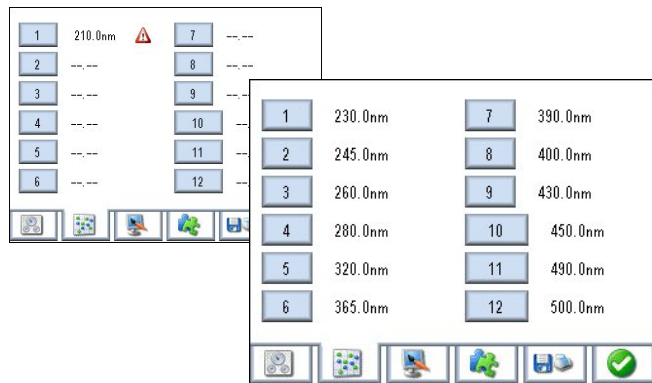 1 210.0nm 7 --.--
2 --.-- 8 --.--
3 --.-- 9 --.--
4 --.-- 10 --.
5 --.-- 11 --.
6 --.-- 12 --.
1 230.0nm 7 390.0nm
2 245.0nm 8 400.0nm
3 260.0nm 9 430.0nm
4 280.0nm 10 450.0nm
5 320.0nm 11 490.0nm
6 365.0nm 12 500.0nm